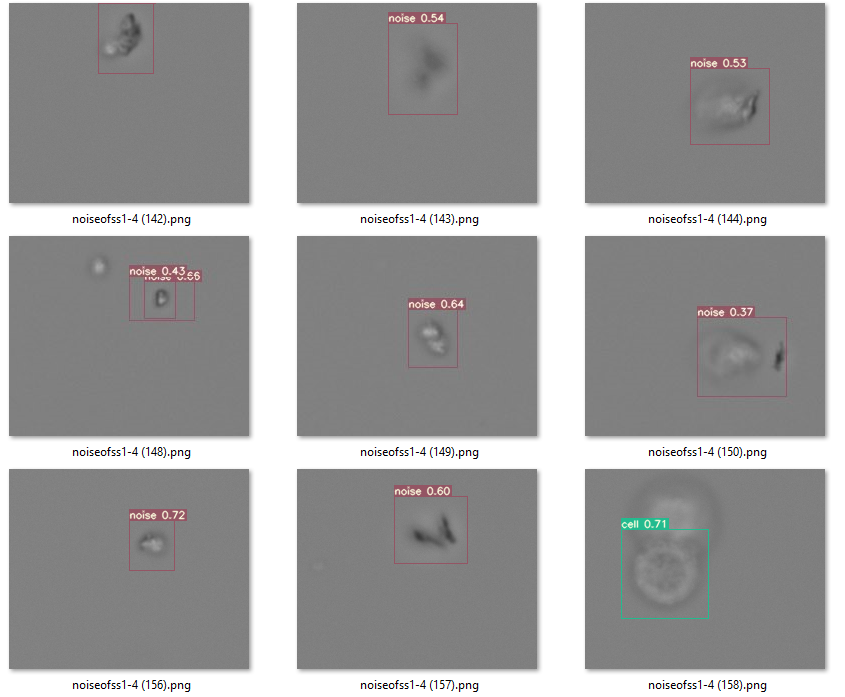 noiseofss1-4 (142).png
noise 0.54
noiseofss1-4 (143).png
noise 0.53
noiseofss1-4 (144).png
noise 0.43
0.66
noiseofss1-4 (148).png
noise 0.64
noiseofss1-4 (149).png
noise 0.37
noiseofss1-4 (150).png
noise 0.72
noiseofss1-4 (156).png
noise 0.60
noiseofss1-4 (157).png
cell 0.71
noiseofss1-4 (158).png